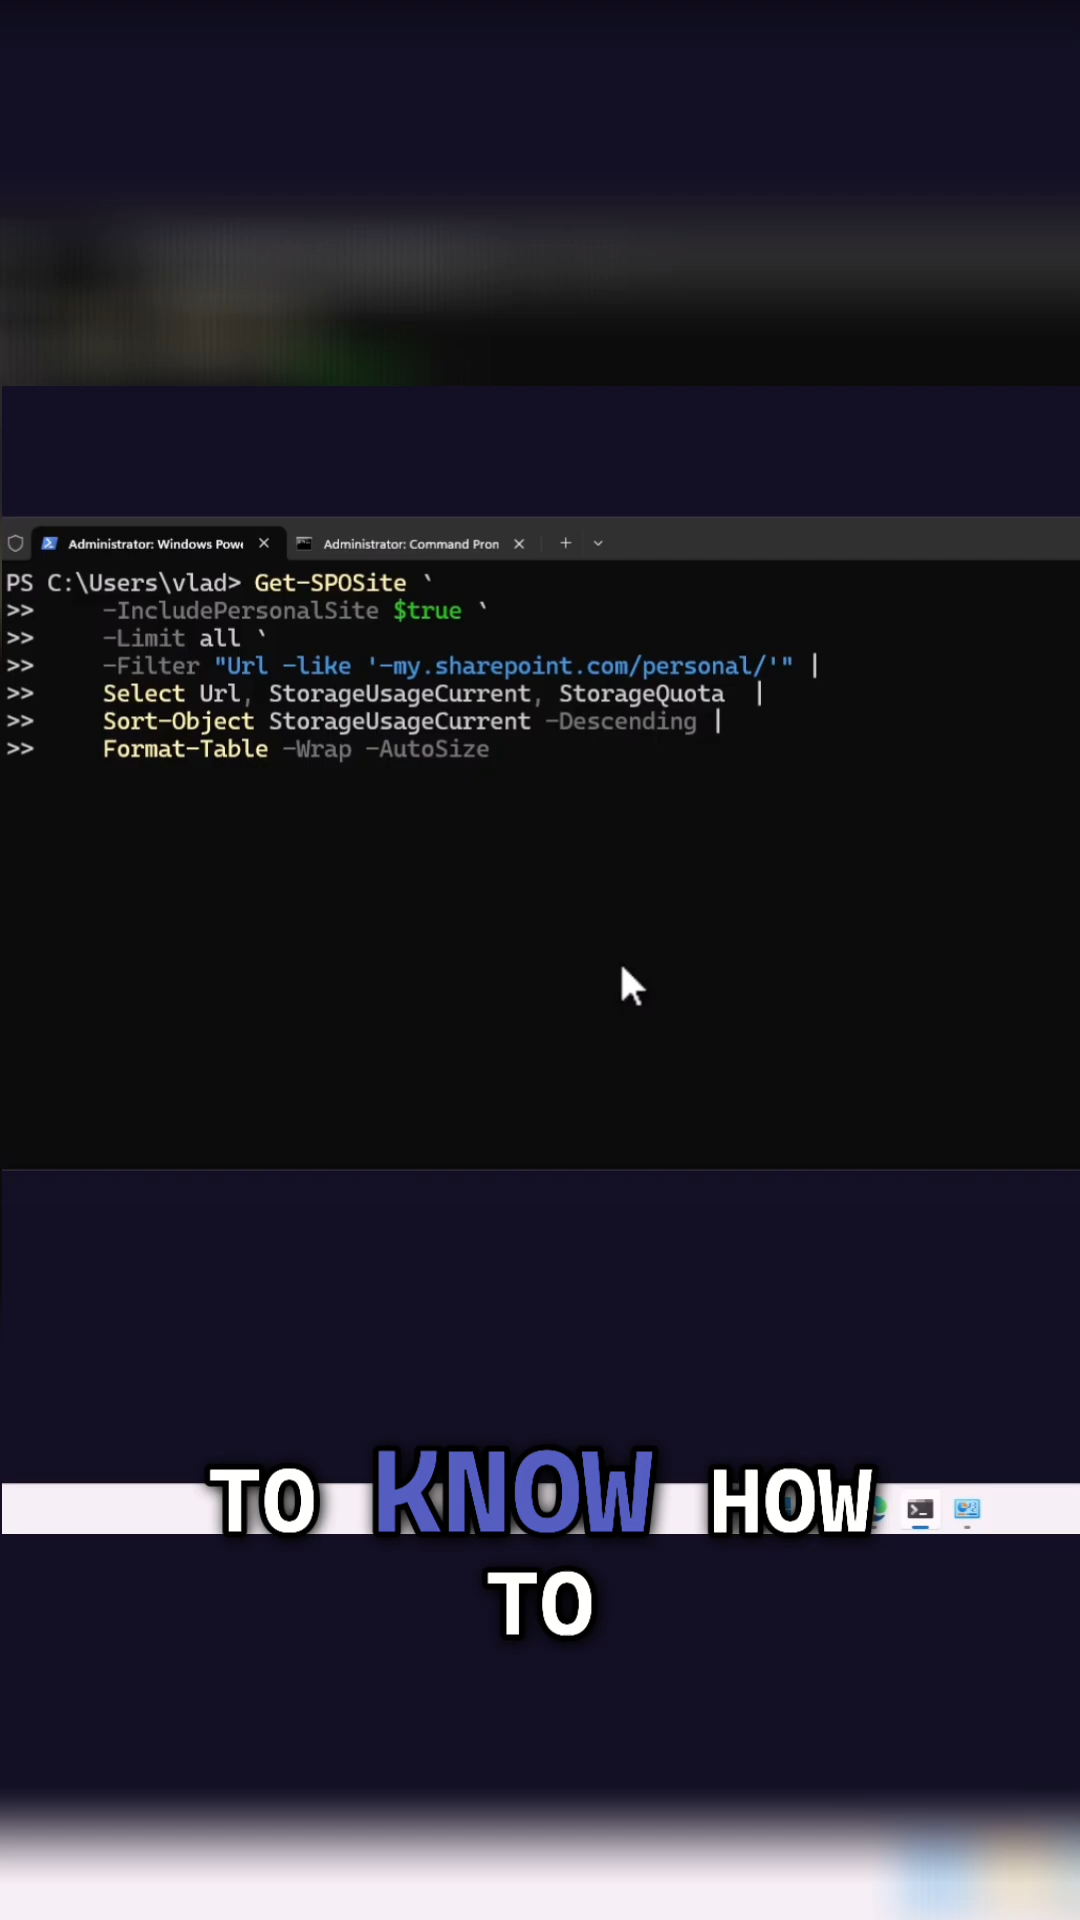 Administrator: Windows Powe
Administrator: Command Pron
PS C:\Users\vlad> Get-SPOSite `
>> -IncludePersonalSite $true `
>> -Limit all `
>> -Filter "Url -like '-my.sharepoint.com/personal/'" |
>> Select Url, StorageUsageCurrent, StorageQuota |
>> Sort-Object StorageUsageCurrent -Descending |
>> Format-Table -Wrap -AutoSize
TO KNOW HOW
TO